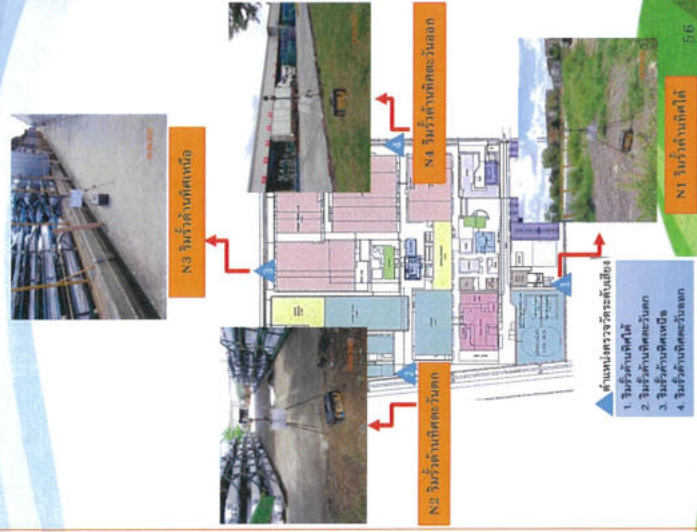 N3 ริมรั้วด้านทิศเหนือ
N4 ริมรั้วด้านทิศตะวันออก
N2 ริมรั้วด้านทิศตะวันตก
N1 ริมรั้วด้านทิศใต้
3
4
2
1
ตำแหน่งตรวจวัดระดับเสียง
1. ริมรั้วด้านทิศใต้
2. ริมรั้วด้านทิศตะวันตก
3. ริมรั้วด้านทิศเหนือ
4. ริมรั้วด้านทิศตะวันออก
56